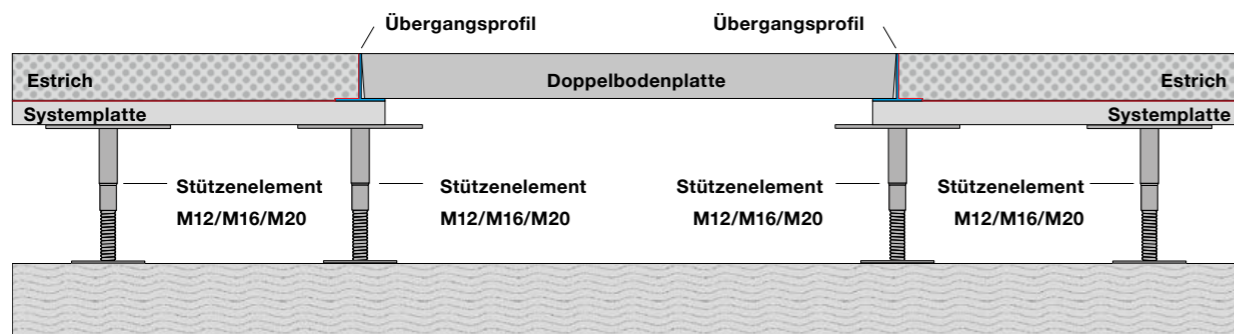 Übergangsprofil
Übergangsprofil
Estrich
Doppelbodenplatte
Estrich
Systemplatte
Systemplatte
Stützenelement
M12/M16/M20
Stützenelement
M12/M16/M20
Stützenelement
M12/M16/M20
Stützenelement
M12/M16/M20